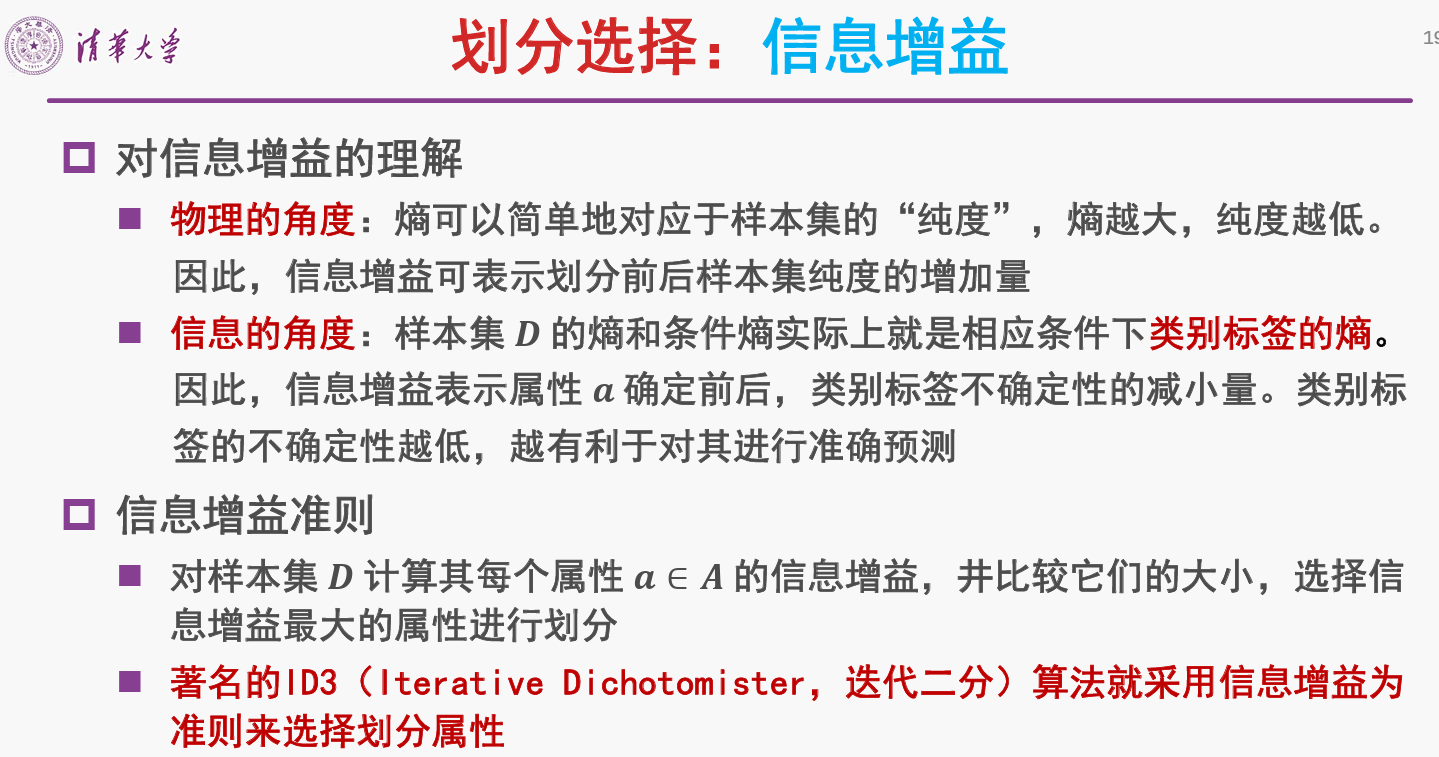 清华大学
划分选择：信息增益
19
对信息增益的理解
物理的角度：熵可以简单地对应于样本集的“纯度”，熵越大，纯度越低。
因此，信息增益可表示划分前后样本集纯度的增加量
信息的角度：样本集 D 的熵和条件熵实际上就是相应条件下类别标签的熵。
因此，信息增益表示属性 a 确定前后，类别标签不确定性的减小量。类别标
签的不确定性越低，越有利于对其进行准确预测
信息增益准则
对样本集 D 计算其每个属性 a ∈ A 的信息增益，井比较它们的大小，选择信
息增益最大的属性进行划分
著名的ID3（Iterative Dichotomister，迭代二分）算法就采用信息增益为
准则来选择划分属性